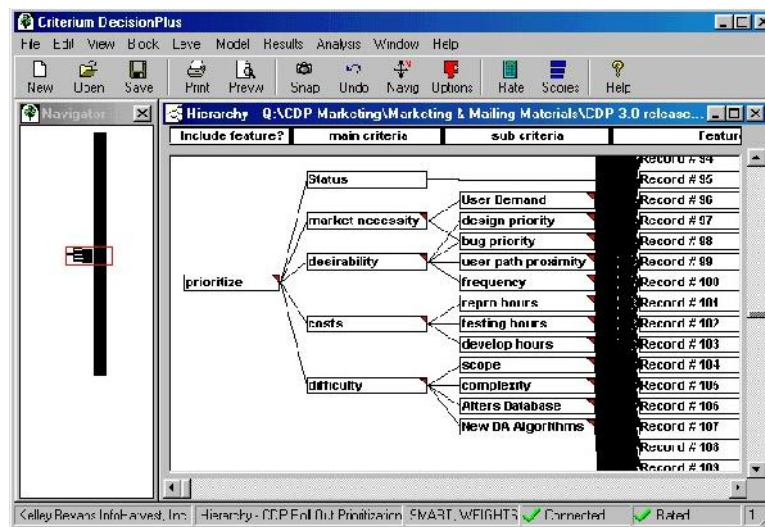 Criterium DecisionPlus
File Edit View Block Level Model Results Analysis Window Help
New Open Save Print Prevw Snap Undo Navig Options Rate Scores Help
Navigator
Hierarchy Q:\CDP Marketing\Marketing & Mailing Materials\CDP 3.0 release...
Include feature? main criteria sub criteria Featur
Record # 94
Status Record # 95
User Demand Record # 96
market necessity design priority Record # 97
bug priority Record # 98
desirability user path proximity Record # 99
prioritize frequency Record # 100
repro hours Record # 101
costs testing hours Record # 102
develop hours Record # 103
scope Record # 104
difficulty complexity Record # 105
Alters Database Record # 106
New DA Algorithms Record # 107
Record # 108
Record # 109
Kelley Bevans InfoHarvest, Inc. Hierarchy - CDP Roll Out Prioritization SMART, WEIGHTS Connected Rated 1